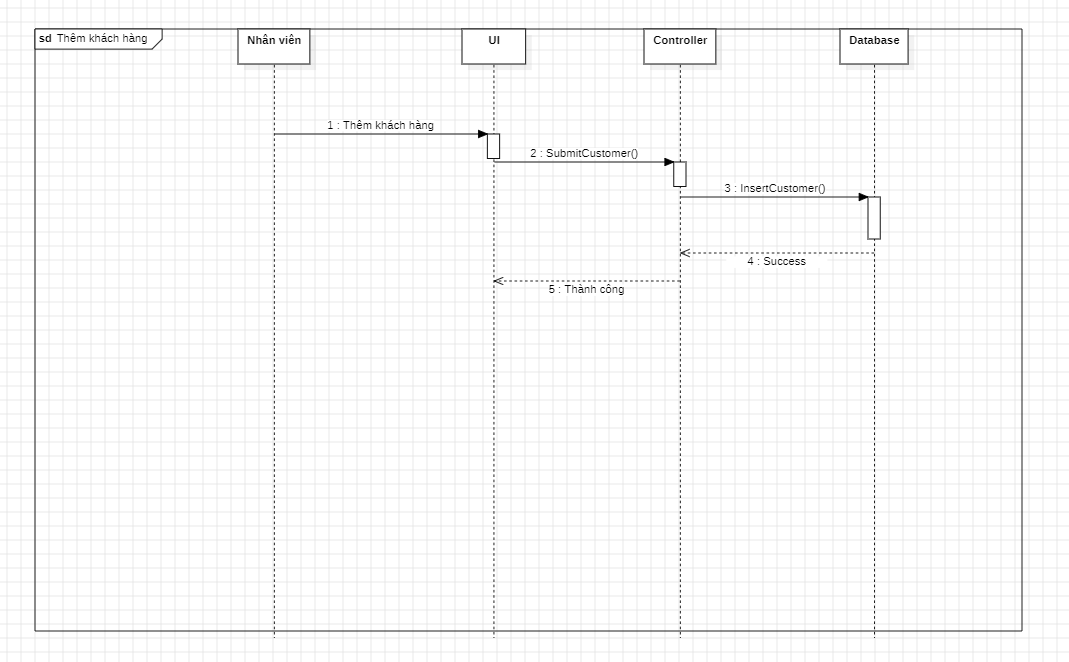 sd Thêm khách hàng
Nhân viên
UI
Controller
Database
1 : Thêm khách hàng
2 : SubmitCustomer()
3 : InsertCustomer()
4 : Success
5 : Thành công